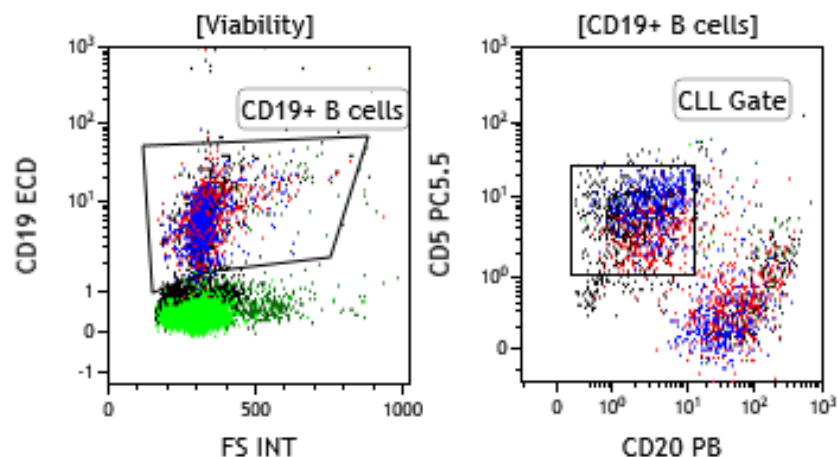 [Viability]
10³
10²
10¹
1
0
-1
CD19+ B cells
CD19 ECD
0
500
1000
FS INT
[CD19+ B cells]
10³
10²
10¹
10⁰
0
CLL Gate
CD5 PC5.5
0
10⁰
10¹
10²
10³
CD20 PB